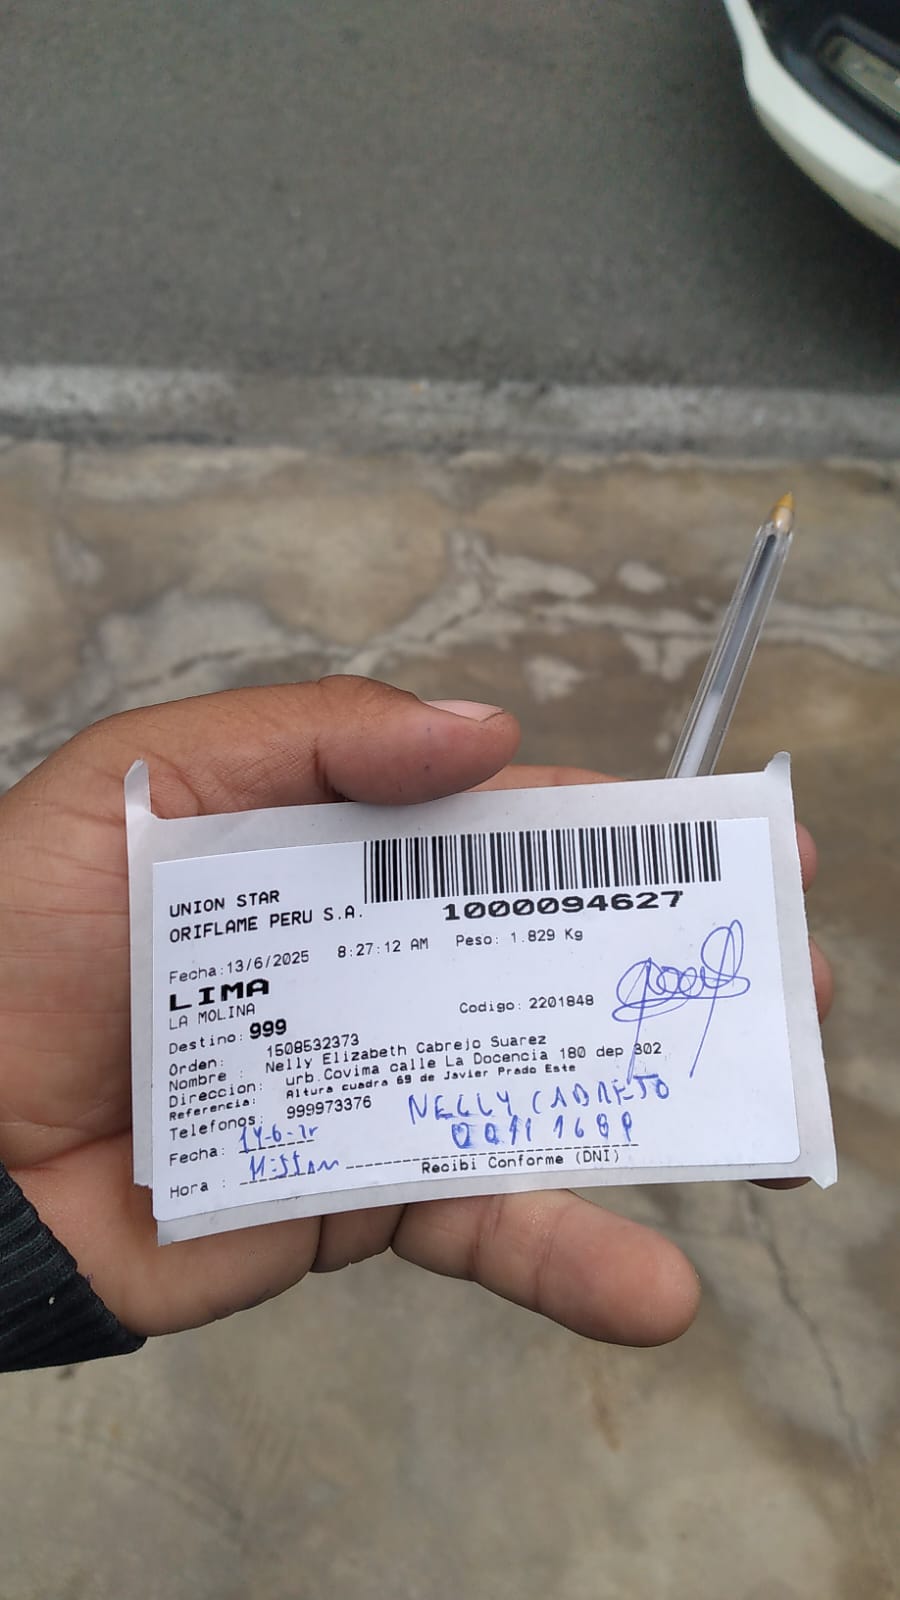 UNION STAR
ORIFLAME PERU S.A.
1000094627
Fecha:13/6/2025 8:27:12 AM Peso: 1.829 Kg
LIMA
LA MOLINA
Destino: 999 Codigo: 2201848
Orden: 1508532373
Nombre : Nelly Elizabeth Cabrejo Suarez
Direccion: urb.Covima calle La Docencia 180 dep 302
Referencia: Altura cuadra 69 de Javier Prado Este
Telefonos: 999973376
NELLY CABREJO
Fecha: 14-6-25
Hora :
Recibi Conforme (DNI)